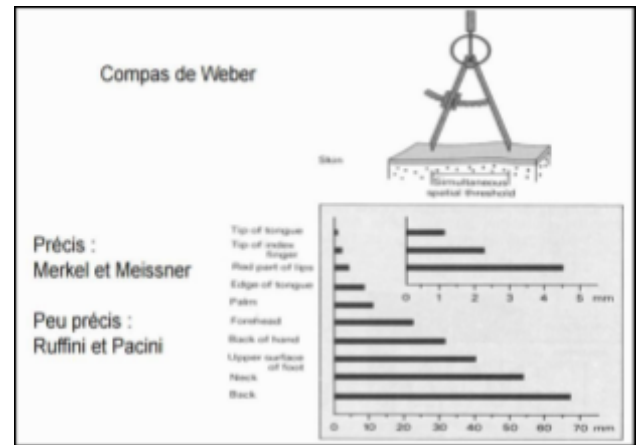 Compas de Weber
Skin
Simultaneous
spatial threshold
Précis :
Merkel et Meissner
Peu précis :
Ruffini et Pacini
Tip of tongue
Tip of index
finger
Red part of lips
Edge of tongue
Palm
Forehead
Back of hand
Upper surface
of foot
Neck
Back
0 1 2 3 4 5 mm
0 10 20 30 40 50 60 70 mm